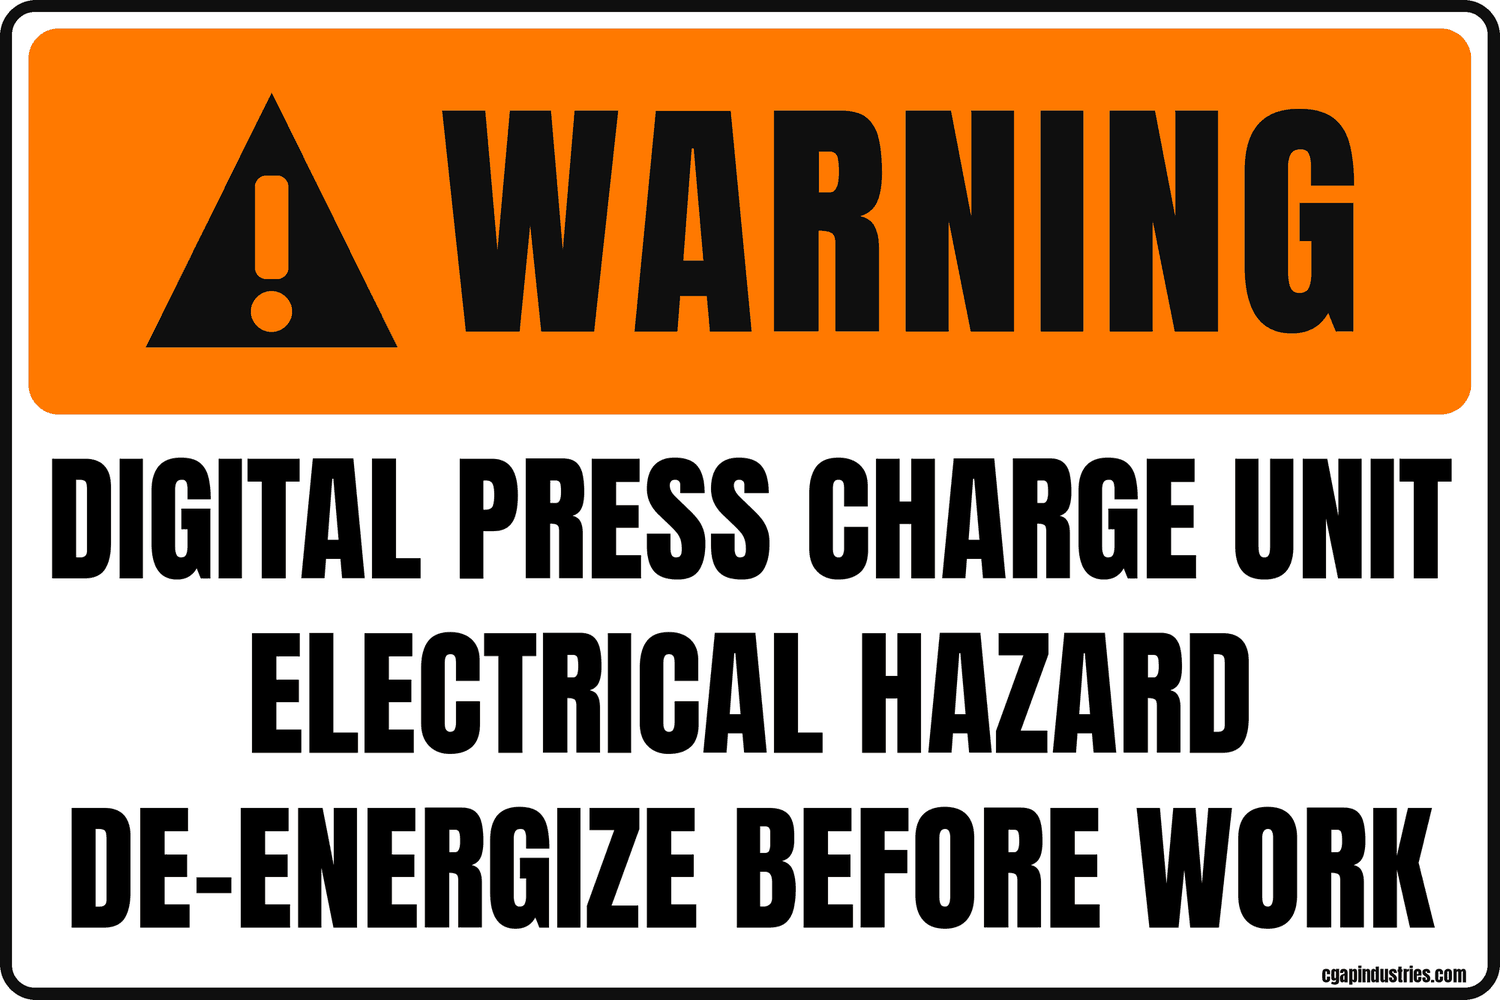 WARNING
DIGITAL PRESS CHARGE UNIT
ELECTRICAL HAZARD
DE-ENERGIZE BEFORE WORK
cgapindustries.com